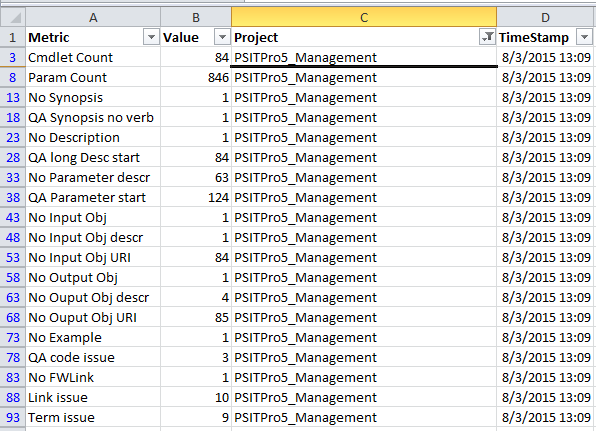 A B C D
1 Metric Value Project TimeStamp
3 Cmdlet Count 84 PSITPro5_Management 8/3/2015 13:09
8 Param Count 846 PSITPro5_Management 8/3/2015 13:09
13 No Synopsis 1 PSITPro5_Management 8/3/2015 13:09
18 QA Synopsis no verb 1 PSITPro5_Management 8/3/2015 13:09
23 No Description 1 PSITPro5_Management 8/3/2015 13:09
28 QA long Desc start 84 PSITPro5_Management 8/3/2015 13:09
33 No Parameter descr 63 PSITPro5_Management 8/3/2015 13:09
38 QA Parameter start 124 PSITPro5_Management 8/3/2015 13:09
43 No Input Obj 1 PSITPro5_Management 8/3/2015 13:09
48 No Input Obj descr 1 PSITPro5_Management 8/3/2015 13:09
53 No Input Obj URI 84 PSITPro5_Management 8/3/2015 13:09
58 No Output Obj 1 PSITPro5_Management 8/3/2015 13:09
63 No Ouput Obj descr 4 PSITPro5_Management 8/3/2015 13:09
68 No Ouput Obj URI 85 PSITPro5_Management 8/3/2015 13:09
73 No Example 1 PSITPro5_Management 8/3/2015 13:09
78 QA code issue 3 PSITPro5_Management 8/3/2015 13:09
83 No FWLink 1 PSITPro5_Management 8/3/2015 13:09
88 Link issue 10 PSITPro5_Management 8/3/2015 13:09
93 Term issue 9 PSITPro5_Management 8/3/2015 13:09